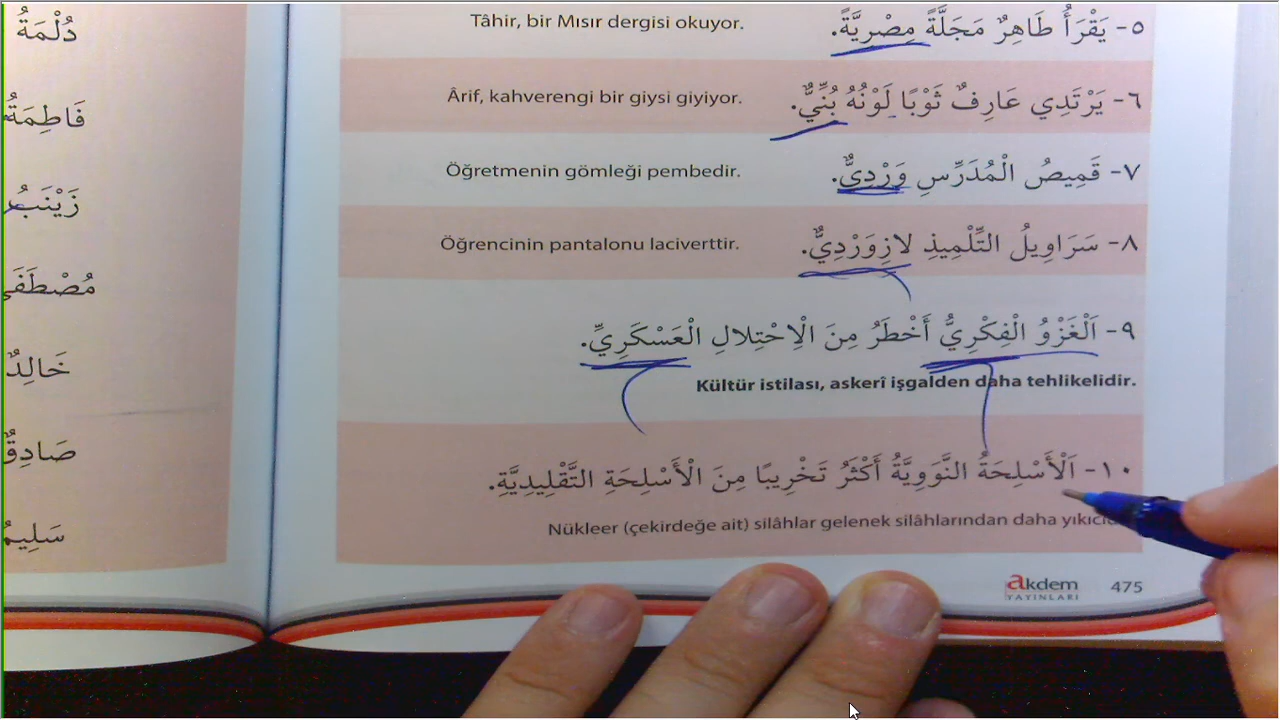 دُلْمَةُ
فَاطِمَةُ
زَيْنَبُ
مُصْطَفَى
خَالِدٌ
صَادِقٌ
سَلِيمٌ
٥- يَقْرَأُ طَاهِرٌ مَجَلَّةً مِصْرِيَّةً.
Tâhir, bir Mısır dergisi okuyor.
٦- يَرْتَدِي عَارِفٌ ثَوْبًا لَوْنُهُ بُنِّيٌّ.
Ârif, kahverengi bir giysi giyiyor.
٧- قَمِيصُ الْمُدَرِّسِ وَرْدِيٌّ.
Öğretmenin gömleği pembedir.
٨- سَرَاوِيلُ التِّلْمِيذِ لازِوَرْدِيٌّ.
Öğrencinin pantalonu laciverttir.
٩- اَلْغَزْوُ الْفِكْرِيُّ أَخْطَرُ مِنَ الْاِحْتِلالِ الْعَسْكَرِيِّ.
Kültür istilası, askerî işgalden daha tehlikelidir.
١٠- اَلْأَسْلِحَةُ النَّوَوِيَّةُ أَكْثَرُ تَخْرِيبًا مِنَ الْأَسْلِحَةِ التَّقْلِيدِيَّةِ.
Nükleer (çekirdeğe ait) silâhlar gelenek silâhlarından daha
akdem
YAYINLARI
475